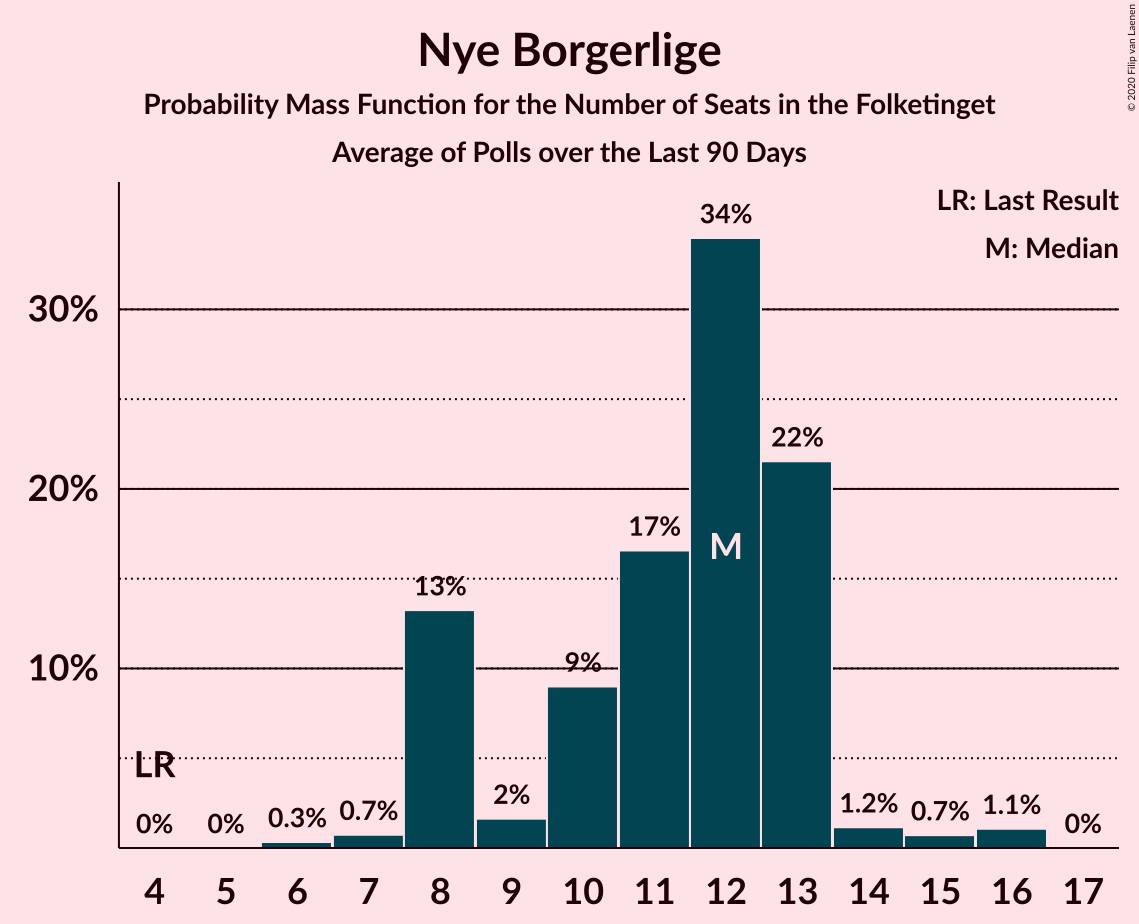 Nye Borgerlige
Probability Mass Function for the Number of Seats in the Folketinget
Average of Polls over the Last 90 Days
© 2020 Filip van Laenen
LR: Last Result
M: Median
34%
30%
22%
20%
17%
M
13%
10%
9%
LR
0%
0%
0.3%
0.7%
2%
1.2%
0.7%
1.1%
0%
4 5 6 7 8 9 10 11 12 13 14 15 16 17